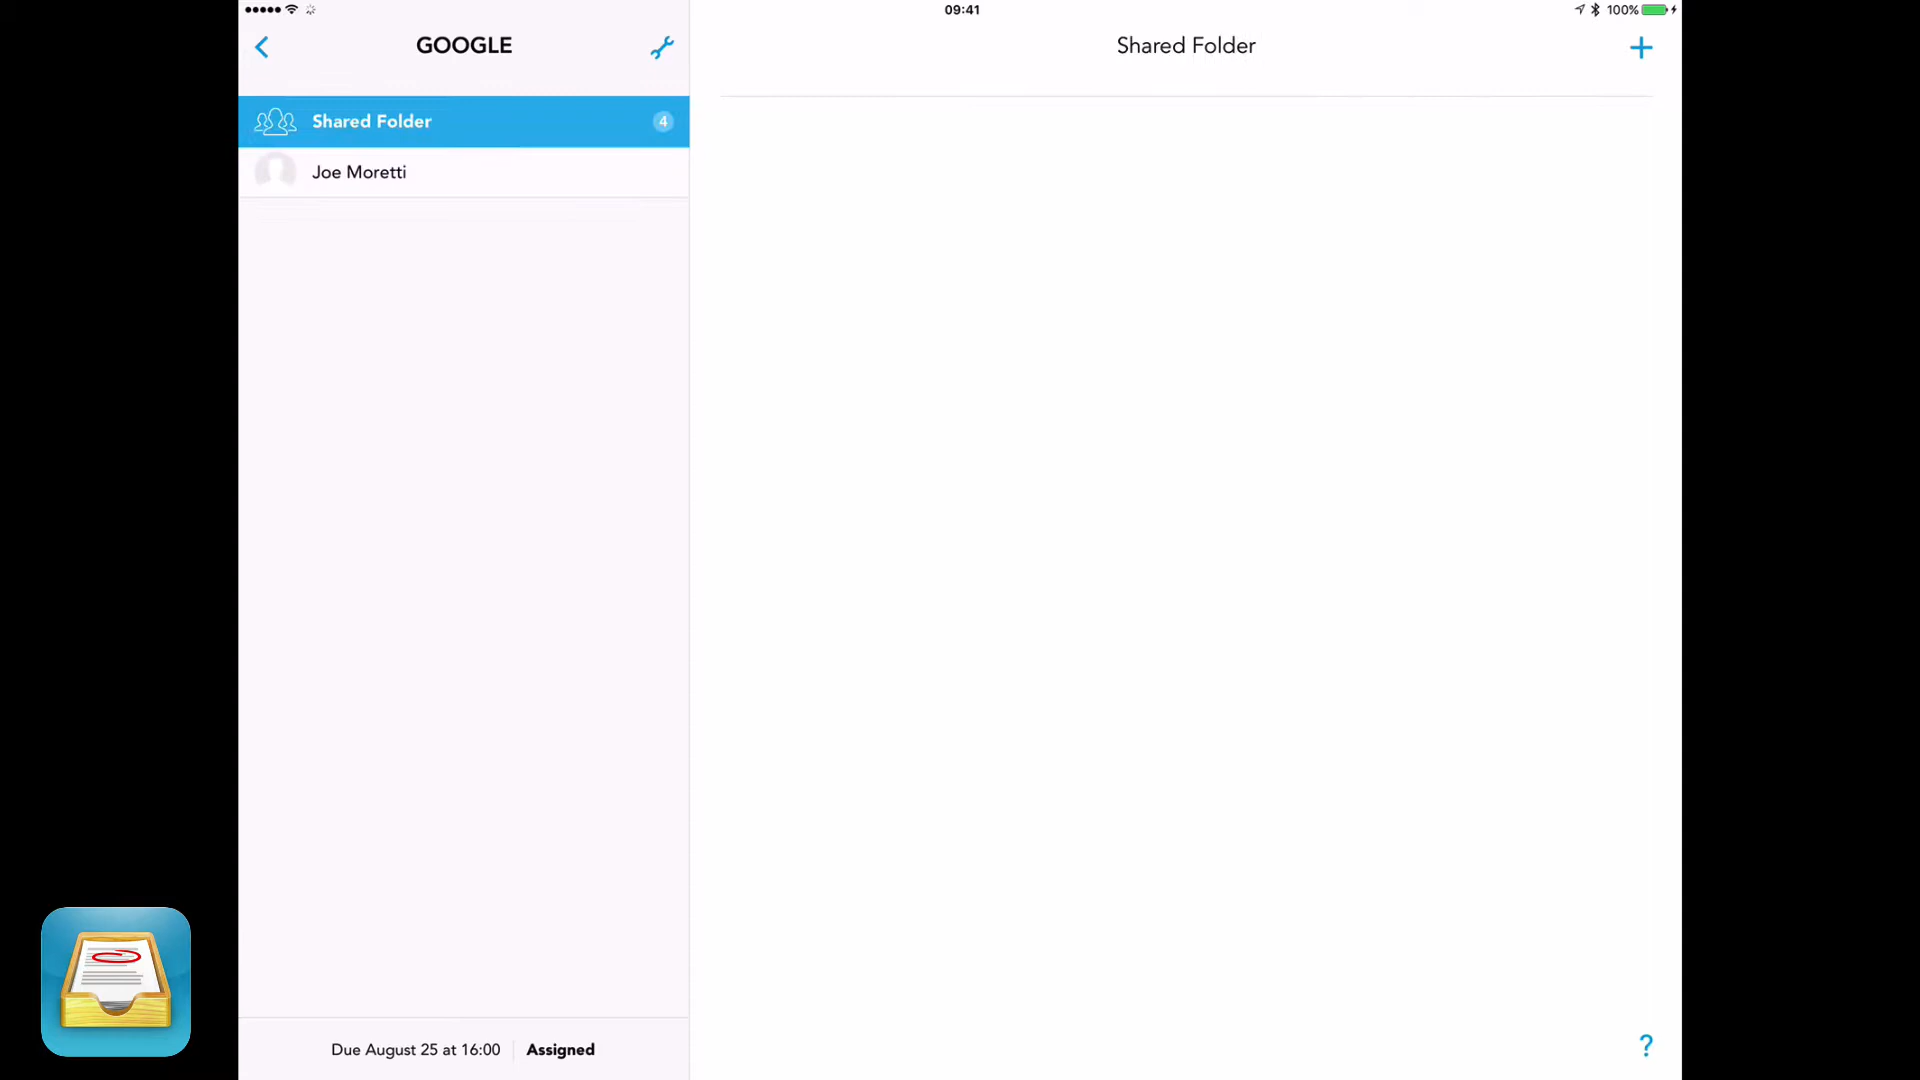 09:41
100%
GOOGLE
Shared Folder
Shared Folder
4
Joe Moretti
Due August 25 at 16:00
Assigned
?